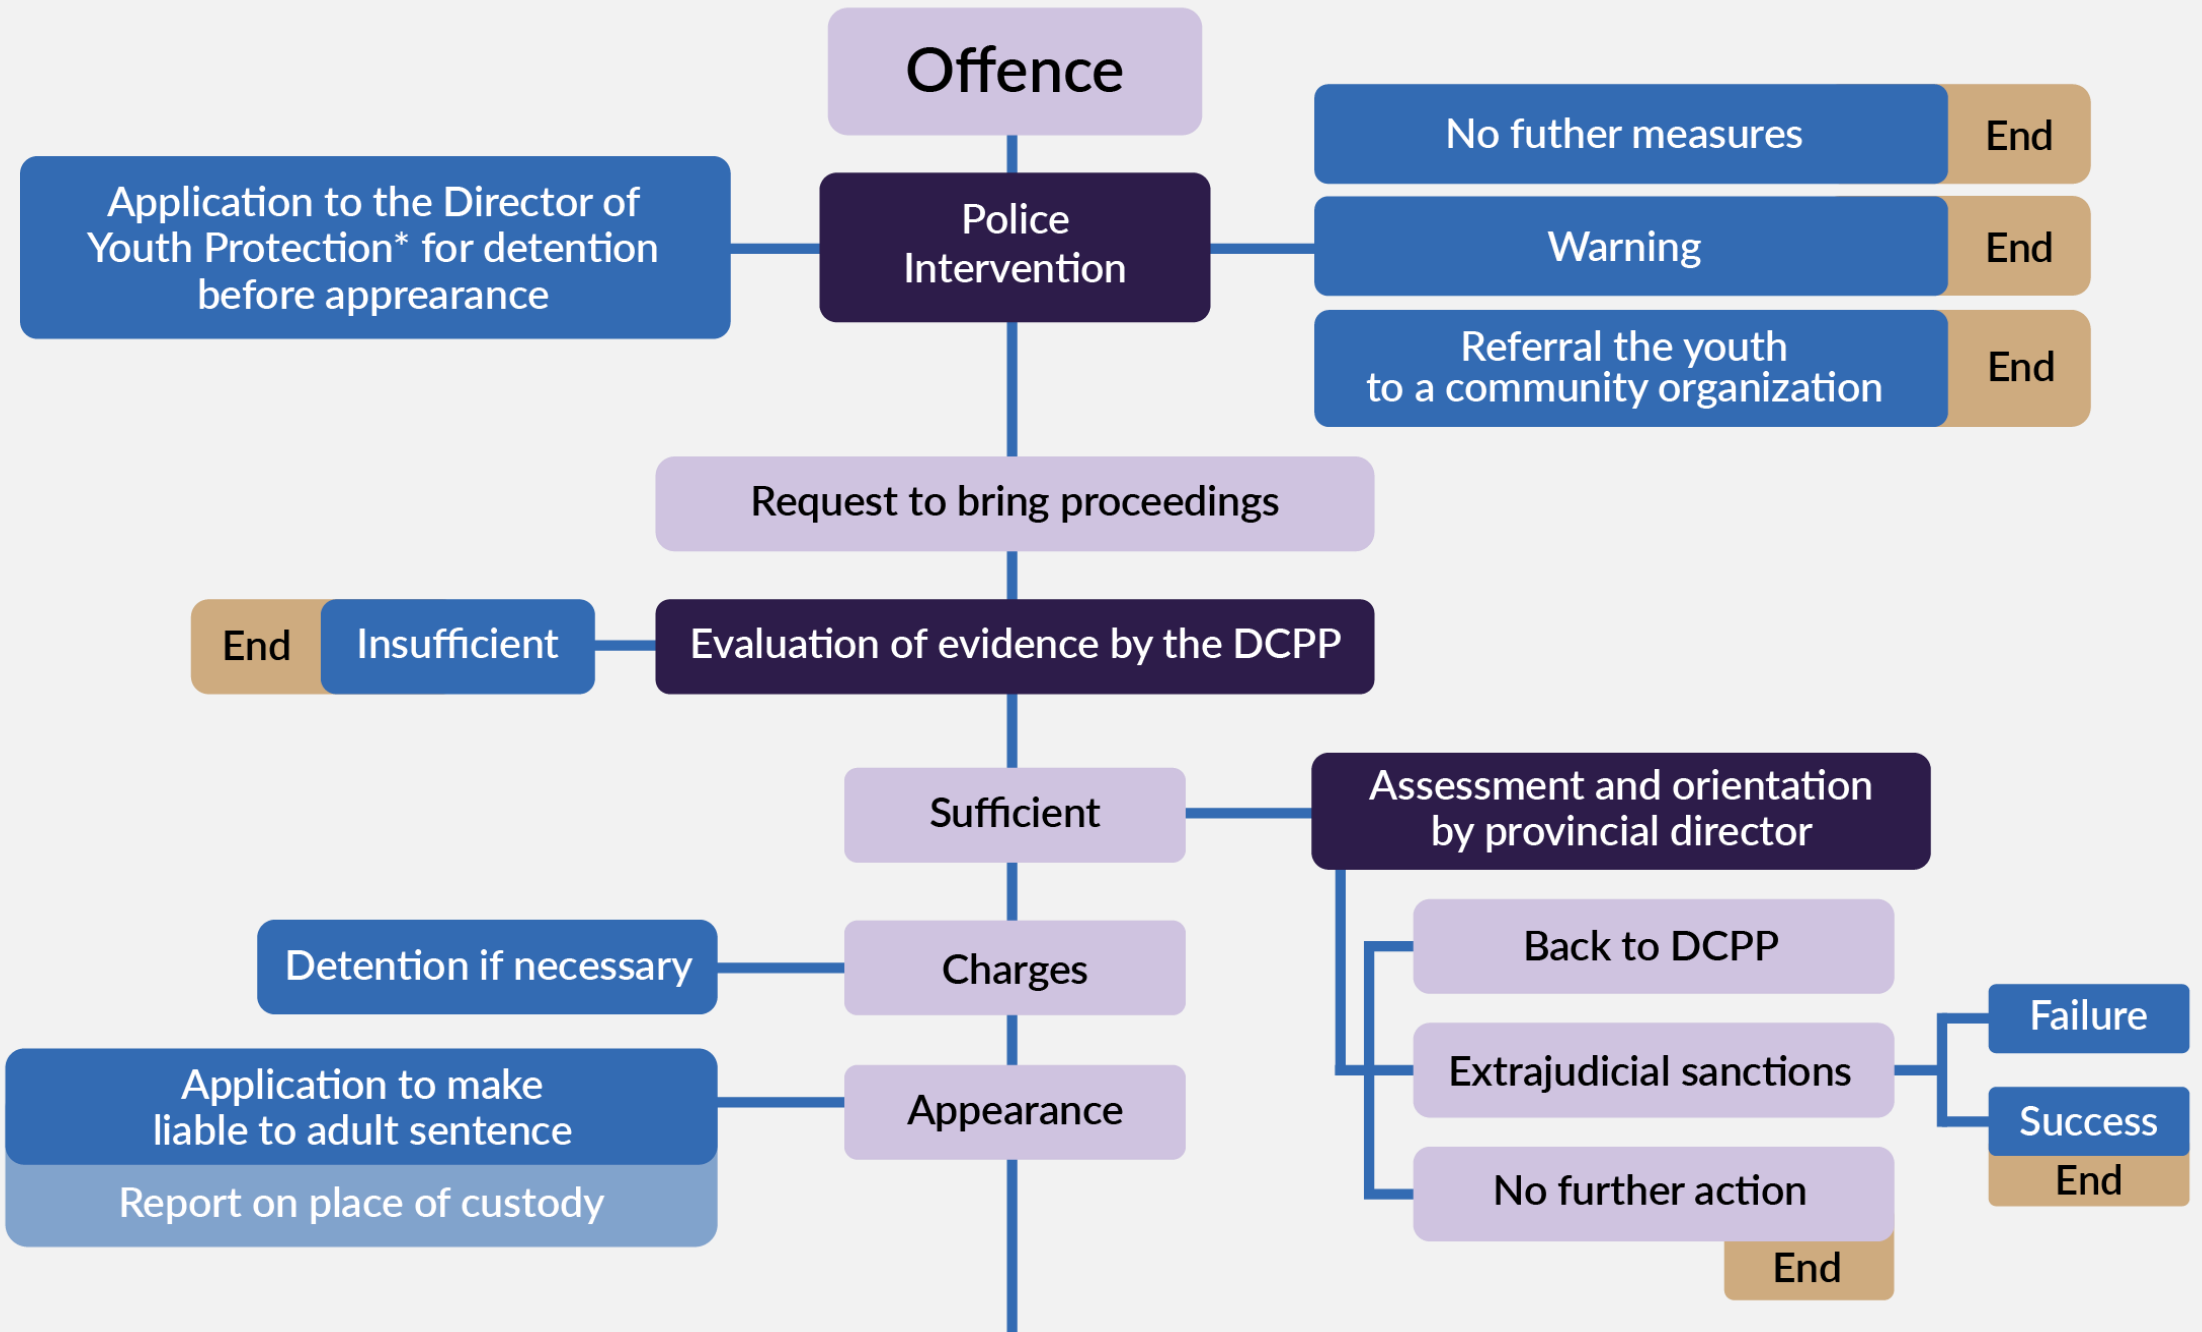 Offence
No futher measures
End
Application to the Director of
Youth Protection* for detention
before apprearance
Police
Intervention
Warning
End
Referral the youth
to a community organization
End
Request to bring proceedings
End
Insufficient
Evaluation of evidence by the DCPP
Sufficient
Assessment and orientation
by provincial director
Detention if necessary
Charges
Back to DCPP
Failure
Application to make
liable to adult sentence
Appearance
Extrajudicial sanctions
Success
End
Report on place of custody
No further action
End